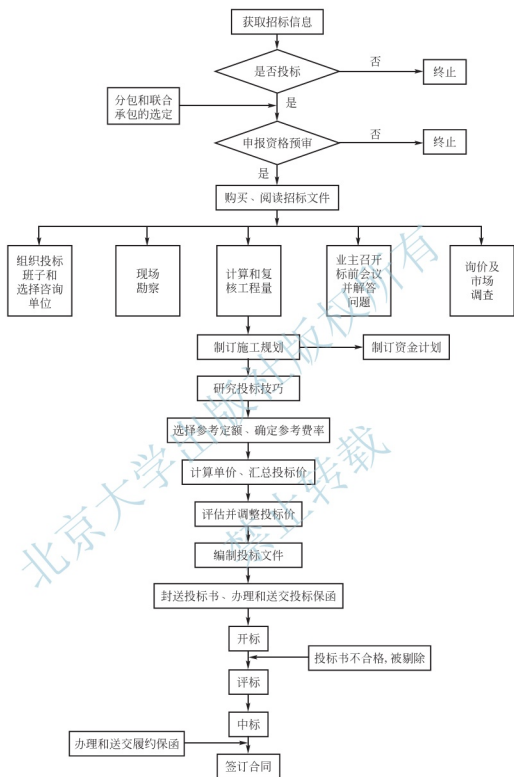 获取招标信息
是否投标
否
终止
分包和联合
承包的选定
是
申报资格预审
否
终止
是
购买、阅读招标文件
组织投标
班子和
选择咨询
单位
现场
勘察
计算和复
核工程量
业主召开
标前会议
并解答
问题
询价及
市场
调查
制订施工规划
制订资金计划
研究投标技巧
选择参考定额、确定参考费率
计算单价、汇总投标价
评估并调整投标价
编制投标文件
封送投标书、办理和送交投标保函
开标
投标书不合格,被剔除
评标
中标
办理和送交履约保函
签订合同
北京大学出版社版权所有
禁止转载